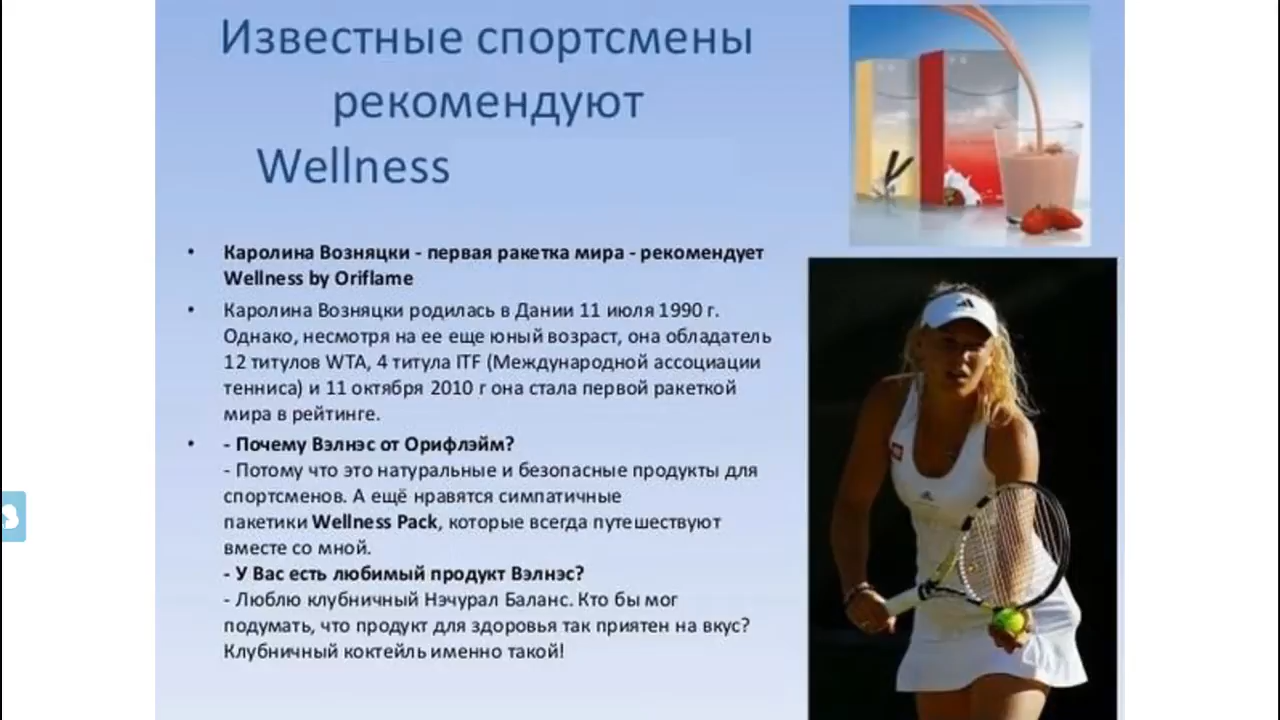 Известные спортсмены
рекомендуют
Wellness
• Каролина Возняцки - первая ракетка мира - рекомендует
Wellness by Oriflame
• Каролина Возняцки родилась в Дании 11 июля 1990 г.
Однако, несмотря на ее еще юный возраст, она обладатель
12 титулов WTA, 4 титула ITF (Международной ассоциации
тенниса) и 11 октября 2010 г она стала первой ракеткой
мира в рейтинге.
• - Почему Вэлнэс от Орифлэйм?
- Потому что это натуральные и безопасные продукты для
спортсменов. А ещё нравятся симпатичные
пакетики Wellness Pack, которые всегда путешествуют
вместе со мной.
- У Вас есть любимый продукт Вэлнэс?
- Люблю клубничный Нэчурал Баланс. Кто бы мог
подумать, что продукт для здоровья так приятен на вкус?
Клубничный коктейль именно такой!